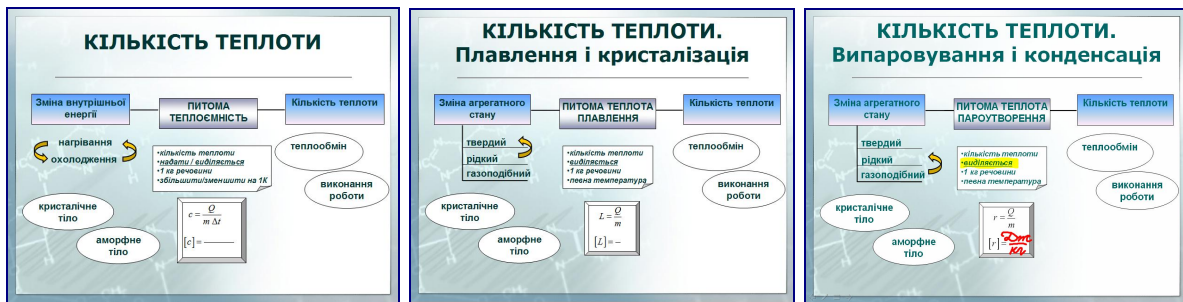 КІЛЬКІСТЬ ТЕПЛОТИ
Зміна внутрішньої
енергії
ПИТОМА
ТЕПЛОЄМНІСТЬ
Кількість теплоти
нагрівання
охолодження
•кількість теплоти
•надати / виділяється
•1 кг речовини
•збільшити/зменшити на 1К
теплообмін
виконання
роботи
кристалічне
тіло
аморфне
тіло
c = Q / m Δt
[c] = ———
КІЛЬКІСТЬ ТЕПЛОТИ.
Плавлення і кристалізація
Зміна агрегатного
стану
ПИТОМА ТЕПЛОТА
ПЛАВЛЕННЯ
Кількість теплоти
твердий
рідкий
газоподібний
•кількість теплоти
•виділяється
•1 кг речовини
•певна температура
теплообмін
виконання
роботи
кристалічне
тіло
аморфне
тіло
L = Q / m
[L] = –
КІЛЬКІСТЬ ТЕПЛОТИ.
Випаровування і конденсація
Зміна агрегатного
стану
ПИТОМА ТЕПЛОТА
ПАРОУТВОРЕННЯ
Кількість теплоти
твердий
рідкий
газоподібний
•кількість теплоти
•виділяється
•1 кг речовини
•певна температура
теплообмін
виконання
роботи
кристалічне
тіло
аморфне
тіло
r = Q / m
[r] = Дж / кг